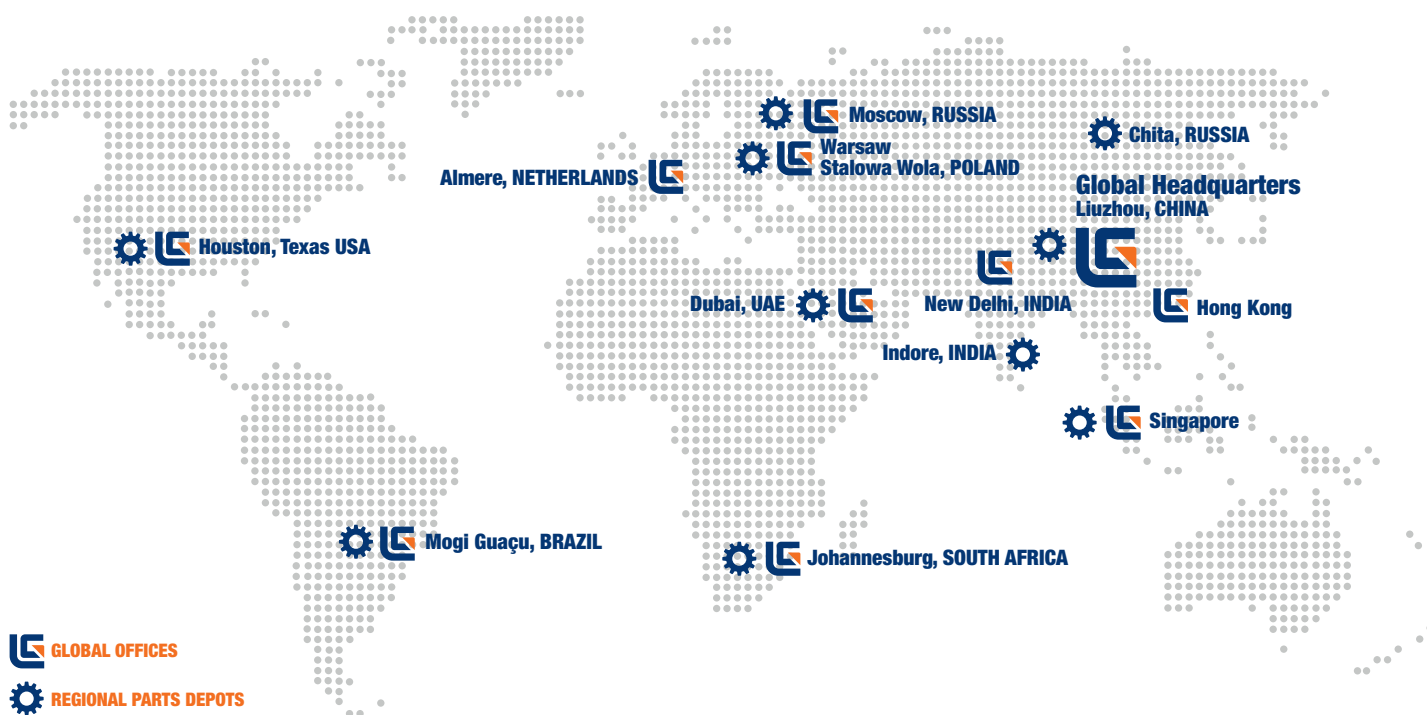 Moscow, RUSSIA
Chita, RUSSIA
Warsaw
Stalowa Wola, POLAND
Almere, NETHERLANDS
Global Headquarters
Liuzhou, CHINA
Houston, Texas USA
Dubai, UAE
New Delhi, INDIA
Hong Kong
Indore, INDIA
Singapore
Mogi Guaçu, BRAZIL
Johannesburg, SOUTH AFRICA
GLOBAL OFFICES
REGIONAL PARTS DEPOTS